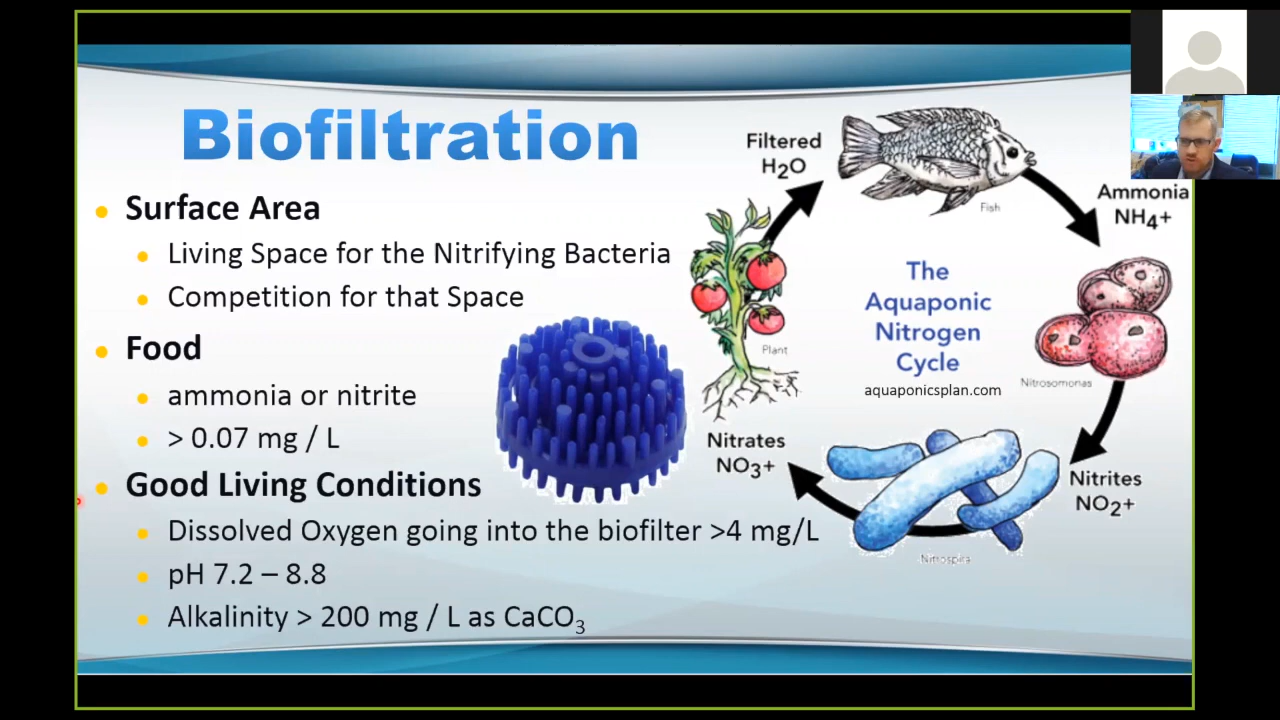 Biofiltration
Surface Area
Living Space for the Nitrifying Bacteria
Competition for that Space
Food
ammonia or nitrite
> 0.07 mg / L
Good Living Conditions
Dissolved Oxygen going into the biofilter >4 mg/L
pH 7.2 – 8.8
Alkalinity > 200 mg / L as CaCO₃
Filtered
H₂O
Fish
Ammonia
NH₄+
The
Aquaponic
Nitrogen
Cycle
aquaponicsplan.com
Plant
Nitrosomonas
Nitrates
NO₃+
Nitrites
NO₂+
Nitrospira